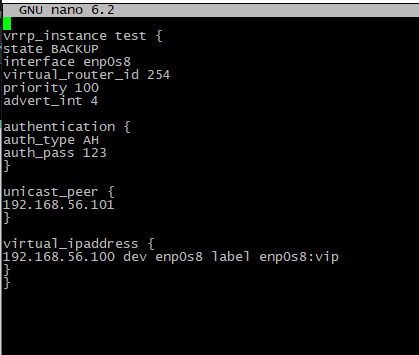 GNU nano 6.2
vrrp_instance test {
state BACKUP
interface enp0s8
virtual_router_id 254
priority 100
advert_int 4
authentication {
auth_type AH
auth_pass 123
}
unicast_peer {
192.168.56.101
}
virtual_ipaddress {
192.168.56.100 dev enp0s8 label enp0s8:vip
}
}